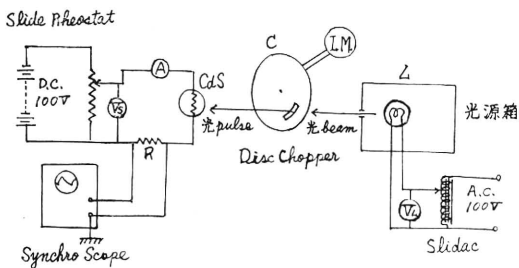 Slide Rheostat
D.C.
100V
A
Vs
CdS
R
光pulse
C
I.M.
Disc Chopper
光beam
L
光源箱
VL
A.C.
100V
Slidac
Synchro Scope